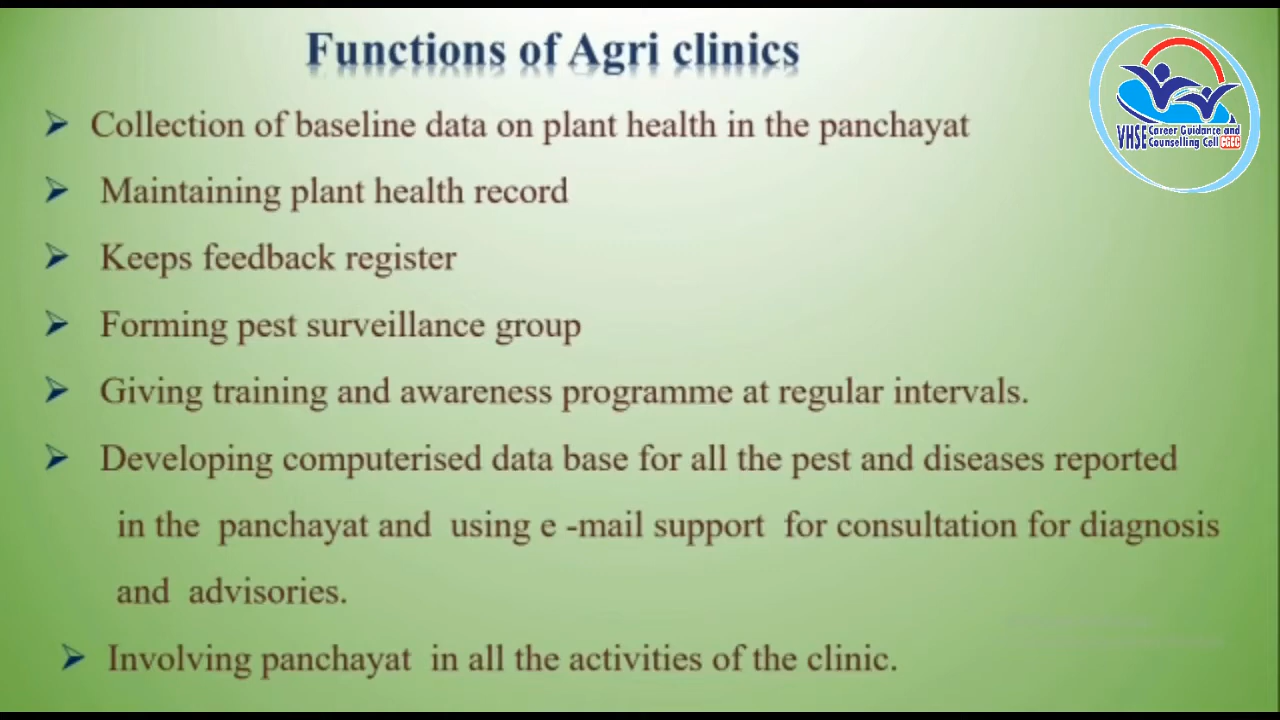 Functions of Agri clinics
➤ Collection of baseline data on plant health in the panchayat
➤ Maintaining plant health record
➤ Keeps feedback register
➤ Forming pest surveillance group
➤ Giving training and awareness programme at regular intervals.
➤ Developing computerised data base for all the pest and diseases reported
in the panchayat and using e -mail support for consultation for diagnosis
and advisories.
➤ Involving panchayat in all the activities of the clinic.
VHSE Career Guidance and
Counselling Cell CGCC